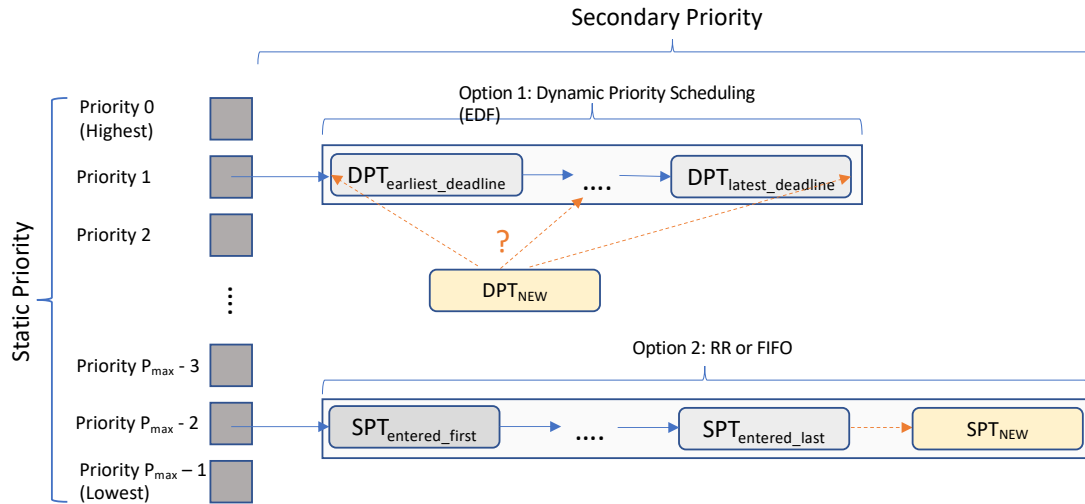 Secondary Priority
Static Priority
Priority 0
(Highest)
Priority 1
Priority 2
....
Priority Pmax - 3
Priority Pmax - 2
Priority Pmax – 1
(Lowest)
Option 1: Dynamic Priority Scheduling
(EDF)
DPTearliest_deadline
....
DPTlatest_deadline
?
DPTNEW
Option 2: RR or FIFO
SPTentered_first
....
SPTentered_last
SPTNEW